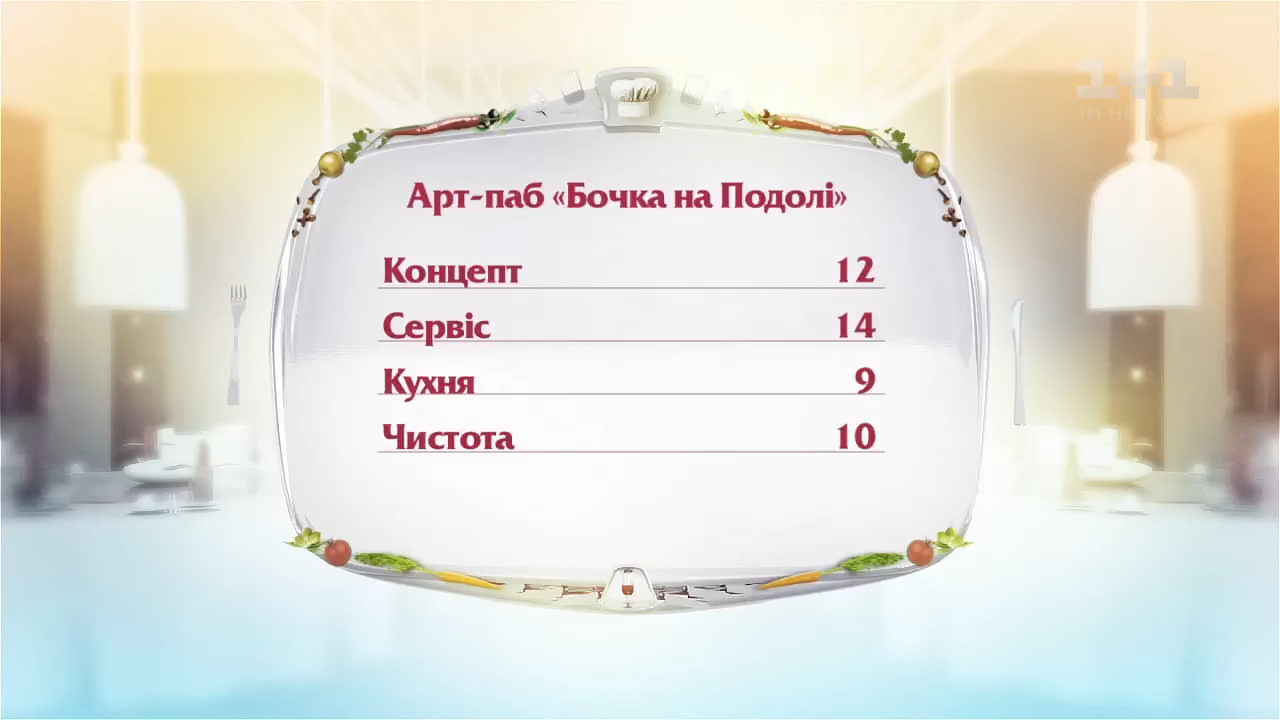 1+1
Арт-паб «Бочка на Подолі»
Концепт 12
Сервіс 14
Кухня 9
Чистота 10